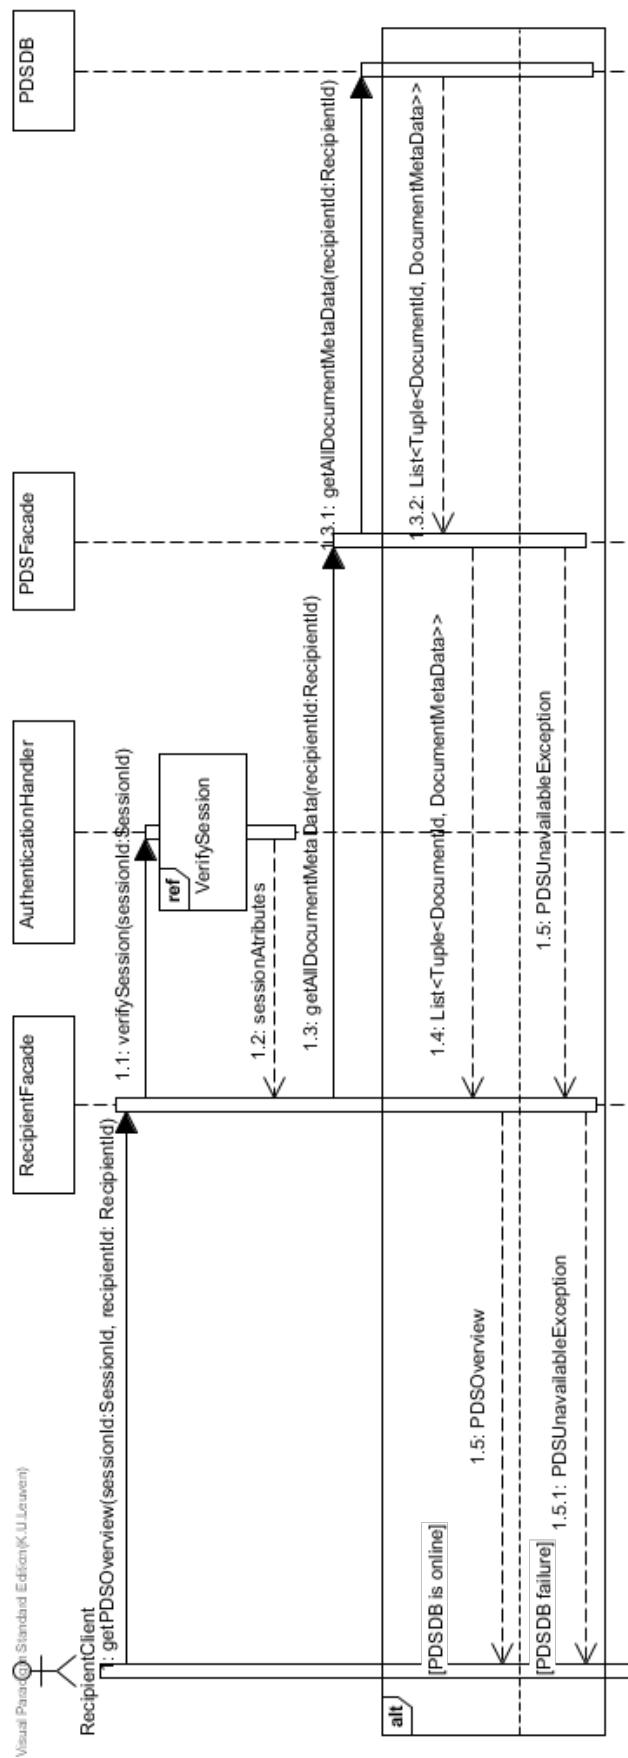 Visual Paradigm Standard Edition(K.U.Leuven)
RecipientClient
RecipientFacade
AuthenticationHandler
PDSFacade
PDSDB
1: getPDSOverview(sessionId:SessionId, recipientId: RecipientId)
1.1: verifySession(sessionId:SessionId)
ref
VerifySession
1.2: sessionAtributes
1.3: getAllDocumentMetaData(recipientId:RecipientId)
1.3.1: getAllDocumentMetaData(recipientId:RecipientId)
alt
[PDSDB is online]
1.3.2: List<Tuple<DocumentId, DocumentMetaData>>
1.4: List<Tuple<DocumentId, DocumentMetaData>>
1.5: PDSOverview
[PDSDB failure]
1.5: PDSUnavailableException
1.5.1: PDSUnavailableException